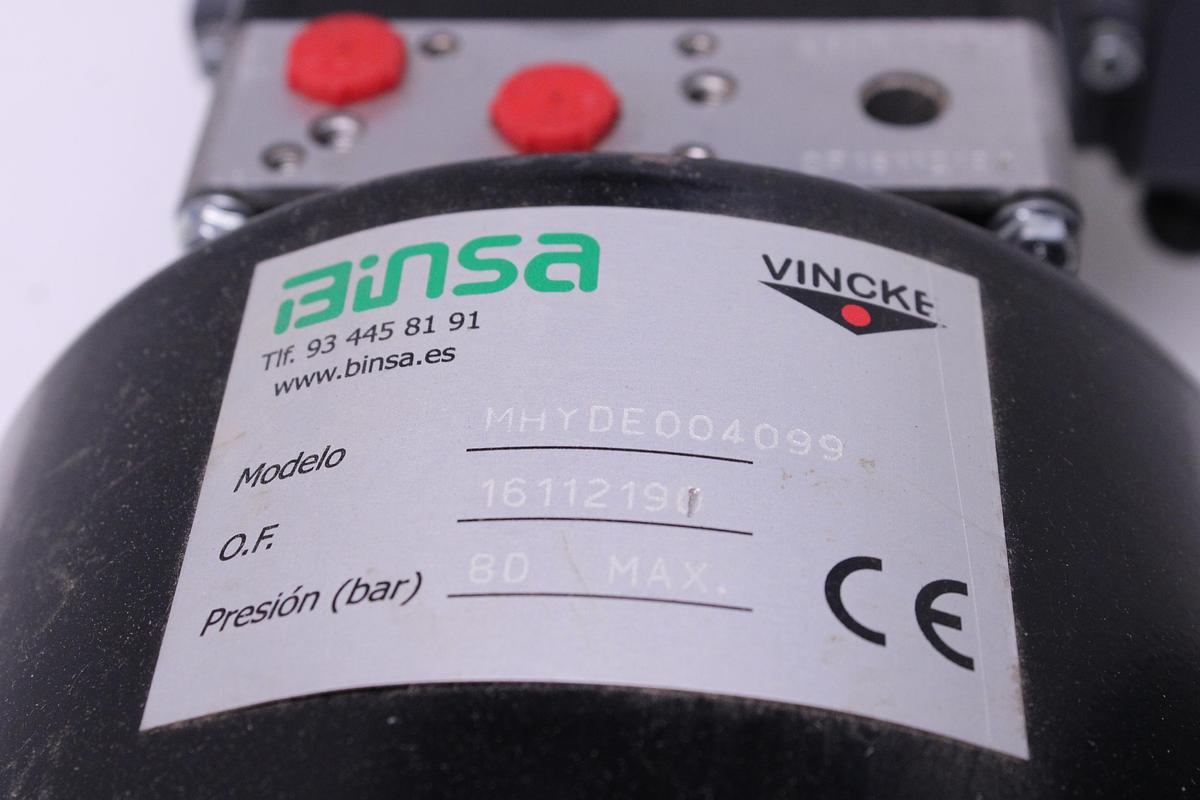 Binsa
Tlf. 93 445 81 91
www.binsa.es
VINCKE
Modelo MHYDE004099
O.F. 16112190
Presión (bar) 80 MAX.
CE